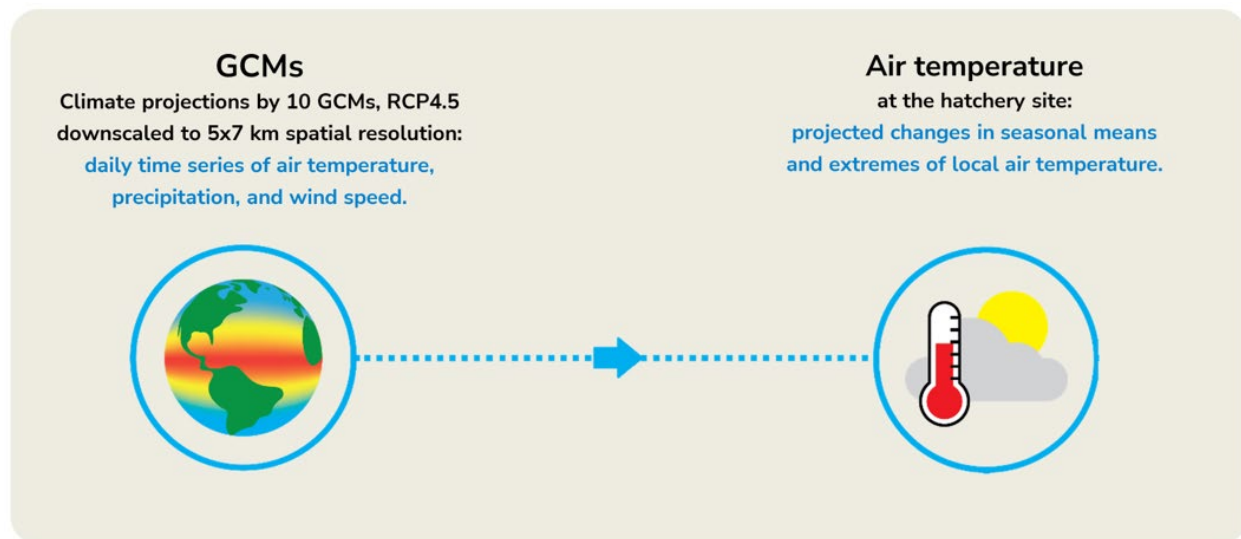 GCMs
Climate projections by 10 GCMs, RCP4.5
downscaled to 5x7 km spatial resolution:
daily time series of air temperature,
precipitation, and wind speed.
Air temperature
at the hatchery site:
projected changes in seasonal means
and extremes of local air temperature.